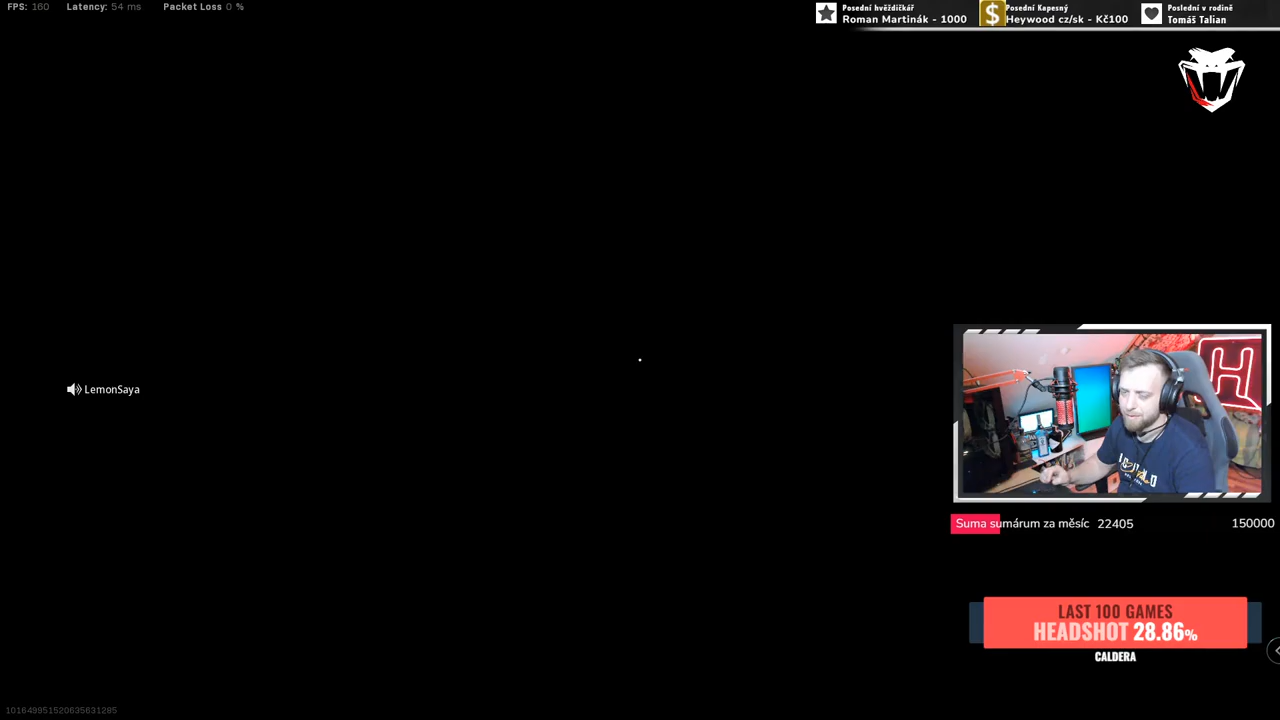 FPS: 160 Latency: 54 ms Packet Loss 0 %
Posední hvězdičkář
Roman Martinák - 1000
Posední Kapesný
Heywood cz/sk - Kč100
Poslední v rodině
Tomáš Talian
LemonSaya
H
Suma sumárum za měsíc 22405 150000
LAST 100 GAMES
HEADSHOT 28.86%
CALDERA
101649951520635631285